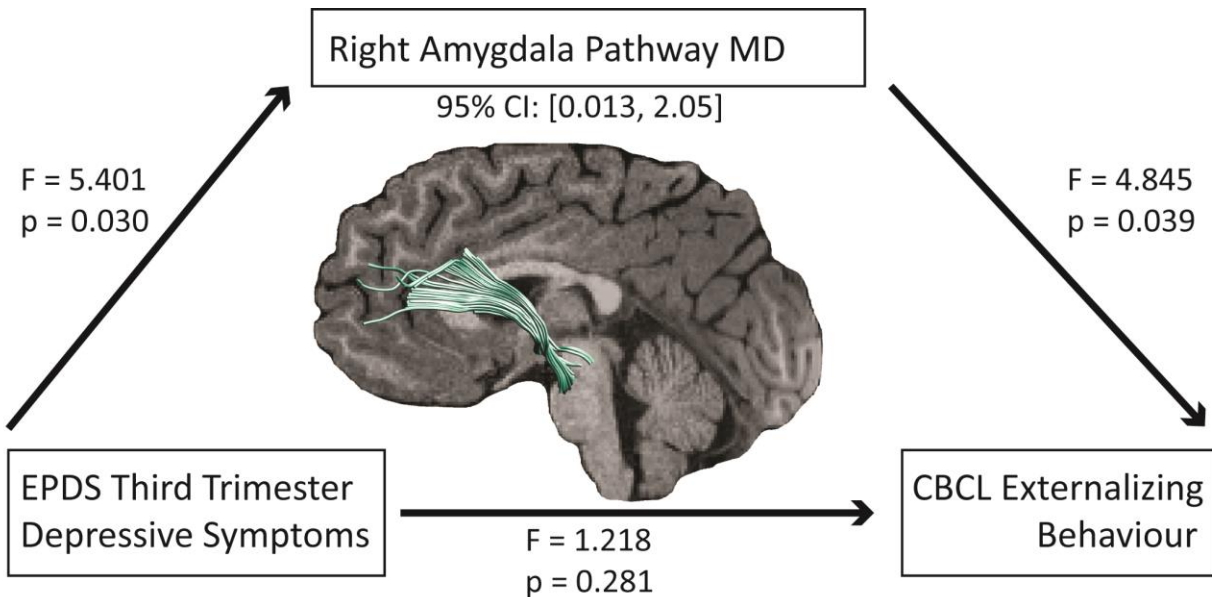 Right Amygdala Pathway MD
95% CI: [0.013, 2.05]
F = 5.401
p = 0.030
F = 4.845
p = 0.039
EPDS Third Trimester
Depressive Symptoms
CBCL Externalizing
Behaviour
F = 1.218
p = 0.281